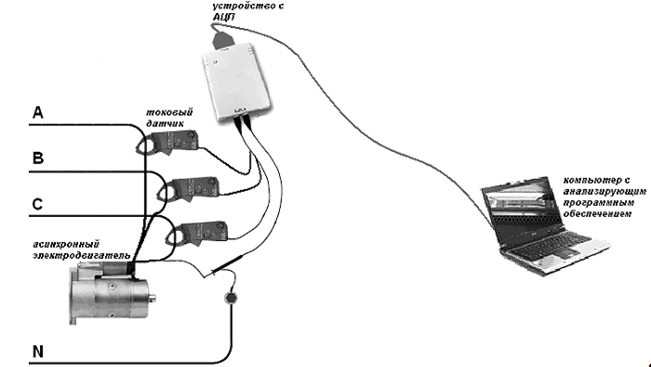 устройство с
АЦП
A
токовый
датчик
B
C
компьютер с
анализирующим
программным
обеспечением
асинхронный
электродвигатель
N